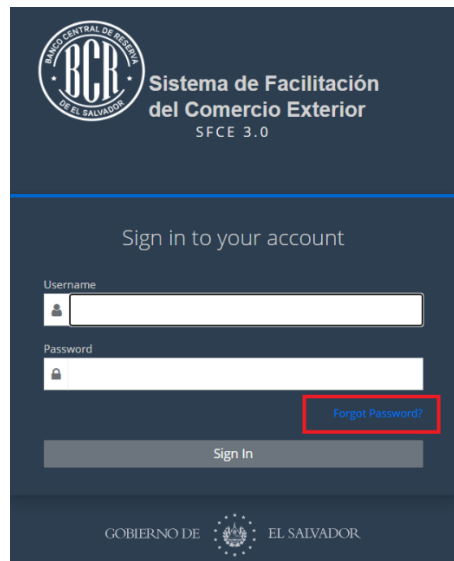 BANCO CENTRAL DE RESERVA
BCR
DE EL SALVADOR
Sistema de Facilitación
del Comercio Exterior
SFCE 3.0
Sign in to your account
Username
Password
Forgot Password?
Sign In
GOBIERNO DE EL SALVADOR